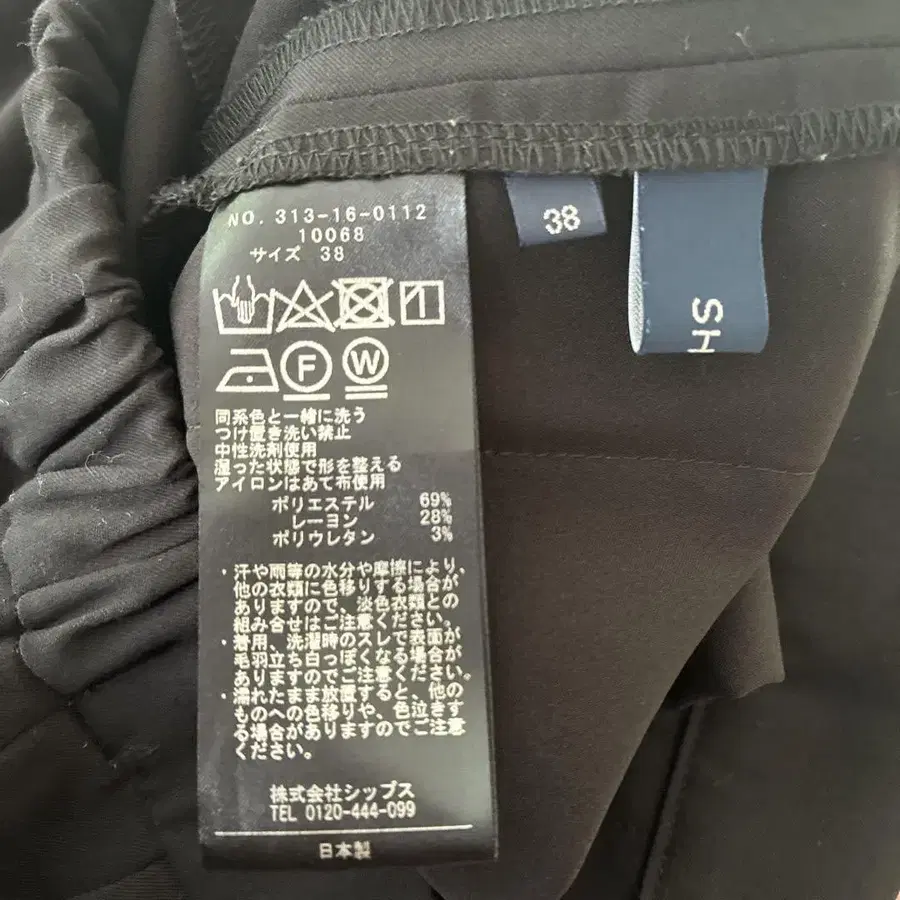 NO. 313-16-0112
10068
サイズ 38
F W
同系色と一緒に洗う
つけ置き洗い禁止
中性洗剤使用
湿った状態で形を整える
アイロンはあて布使用
ポリエステル 69%
レーヨン 28%
ポリウレタン 3%
・汗や雨等の水分や摩擦により、
他の衣類に色移りする場合が
ありますので、淡色衣類との
組み合せはご注意ください。
・着用、洗濯時のスレで表面が
毛羽立ち白っぽくなる場合が
ありますのでご注意ください。
・濡れたまま放置すると、他の
ものへの色移りや、色泣きす
る場合がありますのでご注意
ください。
株式会社シップス
TEL 0120-444-099
日本製
38
SH